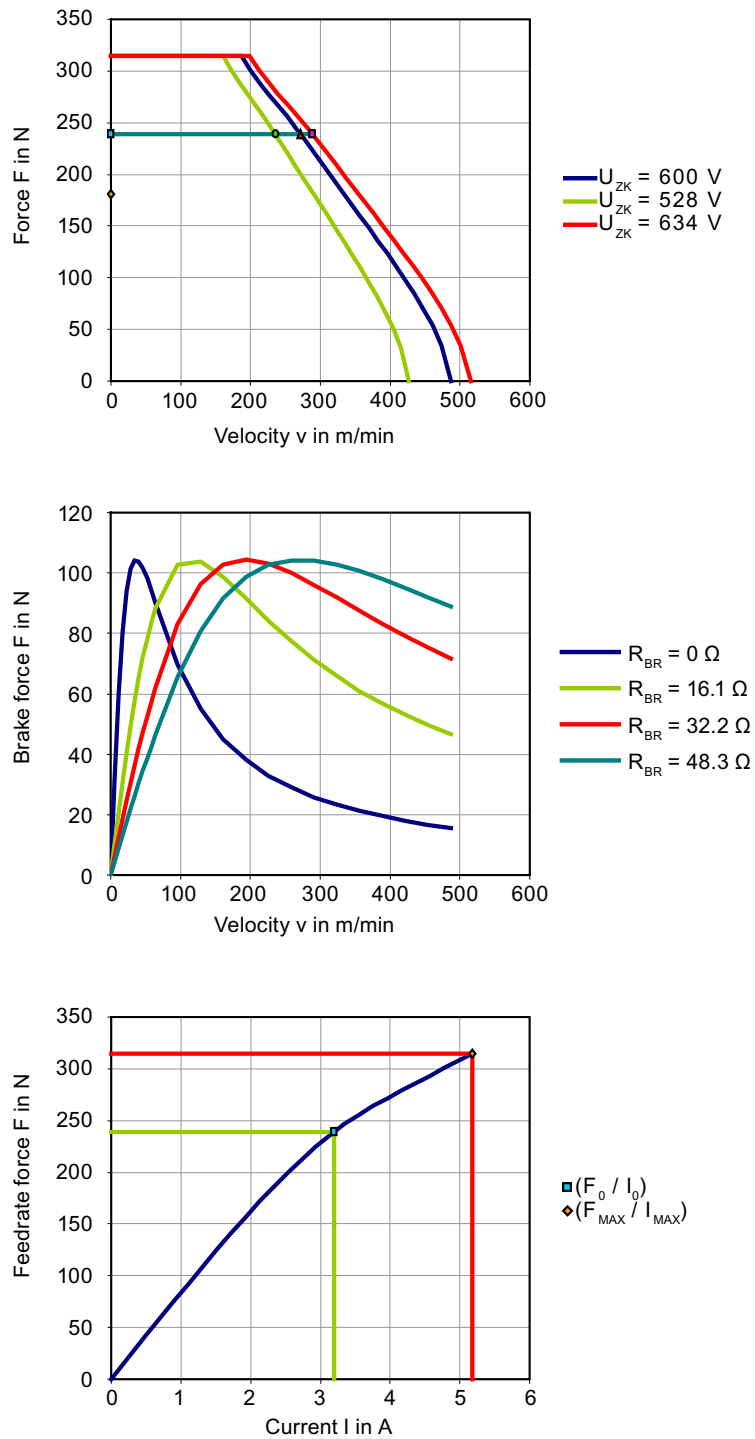 350
300
250
200
150
100
50
0
Force F in N
0 100 200 300 400 500 600
Velocity v in m/min
U_ZK = 600 V
U_ZK = 528 V
U_ZK = 634 V
120
100
80
60
40
20
0
Brake force F in N
0 100 200 300 400 500 600
Velocity v in m/min
R_BR = 0 Ω
R_BR = 16.1 Ω
R_BR = 32.2 Ω
R_BR = 48.3 Ω
350
300
250
200
150
100
50
0
Feedrate force F in N
0 1 2 3 4 5 6
Current I in A
(F_0 / I_0)
(F_MAX / I_MAX)